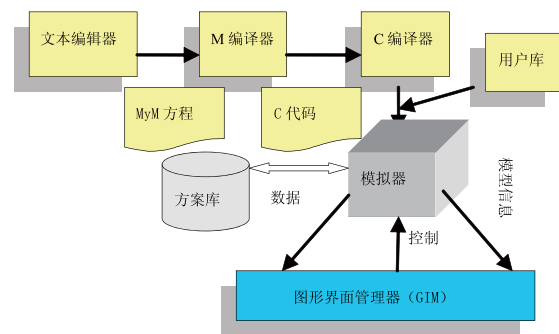 文本编辑器
M 编译器
C 编译器
用户库
MyM 方程
C 代码
方案库
数据
模拟器
模型信息
控制
图形界面管理器（GIM）